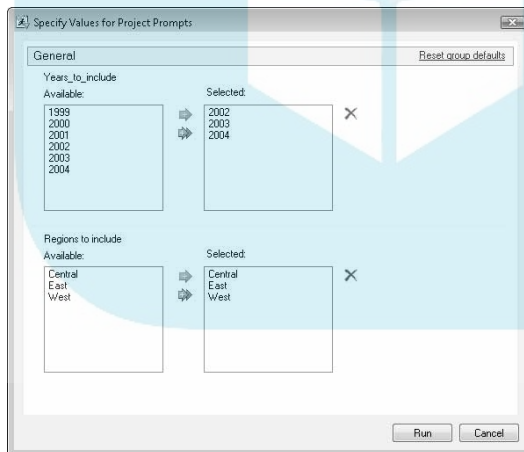 Specify Values for Project Prompts
General
Reset group defaults
Years_to_include
Available:
Selected:
1999
2000
2001
2002
2003
2004
2002
2003
2004
Regions to include
Available:
Selected:
Central
East
West
Central
East
West
Run
Cancel